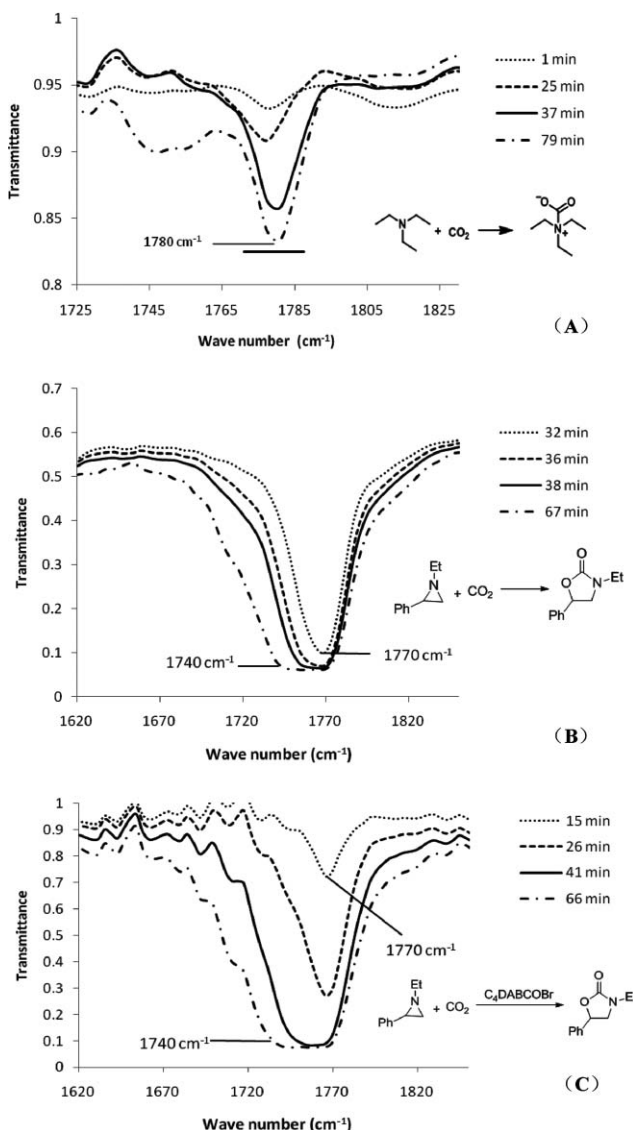 1
0.95
0.9
0.85
0.8
Transmittance
1725
1745
1765
1785
1805
1825
Wave number (cm⁻¹)
1780 cm⁻¹
1 min
25 min
37 min
79 min
N
+ CO₂
⁻O
O
N⁺
（A）
0.7
0.6
0.5
0.4
0.3
0.2
0.1
0
Transmittance
1620
1670
1720
1770
1820
Wave number (cm⁻¹)
1740 cm⁻¹
1770 cm⁻¹
32 min
36 min
38 min
67 min
Et
N
Ph
+ CO₂
O
O
N
Et
Ph
（B）
1
0.9
0.8
0.7
0.6
0.5
0.4
0.3
0.2
0.1
0
Transmittance
1620
1670
1720
1770
1820
Wave number (cm⁻¹)
1770 cm⁻¹
1740 cm⁻¹
15 min
26 min
41 min
66 min
Et
N
Ph
+ CO₂
C₄DABCOBr
O
O
N
E
Ph
（C）